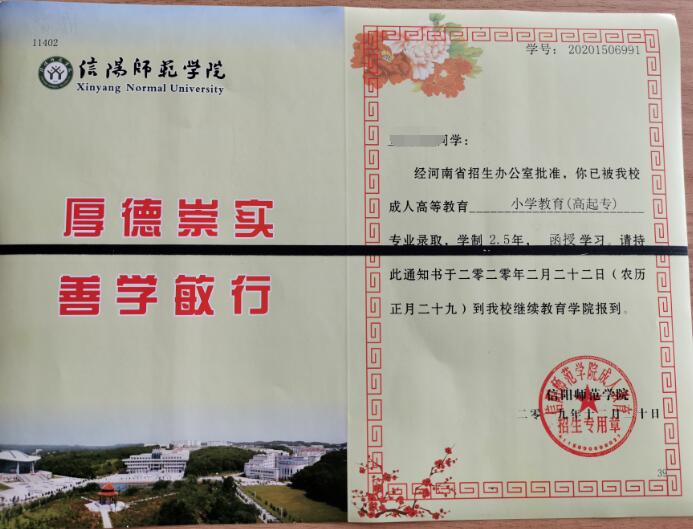 11402
信阳师范学院
Xinyang Normal University
厚德崇实
善学敏行
学号：20201506991
同学：
经河南省招生办公室批准，你已被我校
成人高等教育 小学教育(高起专)
专业录取，学制2.5年， 函授学习。请持
此通知书于二零二零年二月二十二日（农历
正月二十九）到我校继续教育学院报到。
信阳师范学院
招生专用章
39